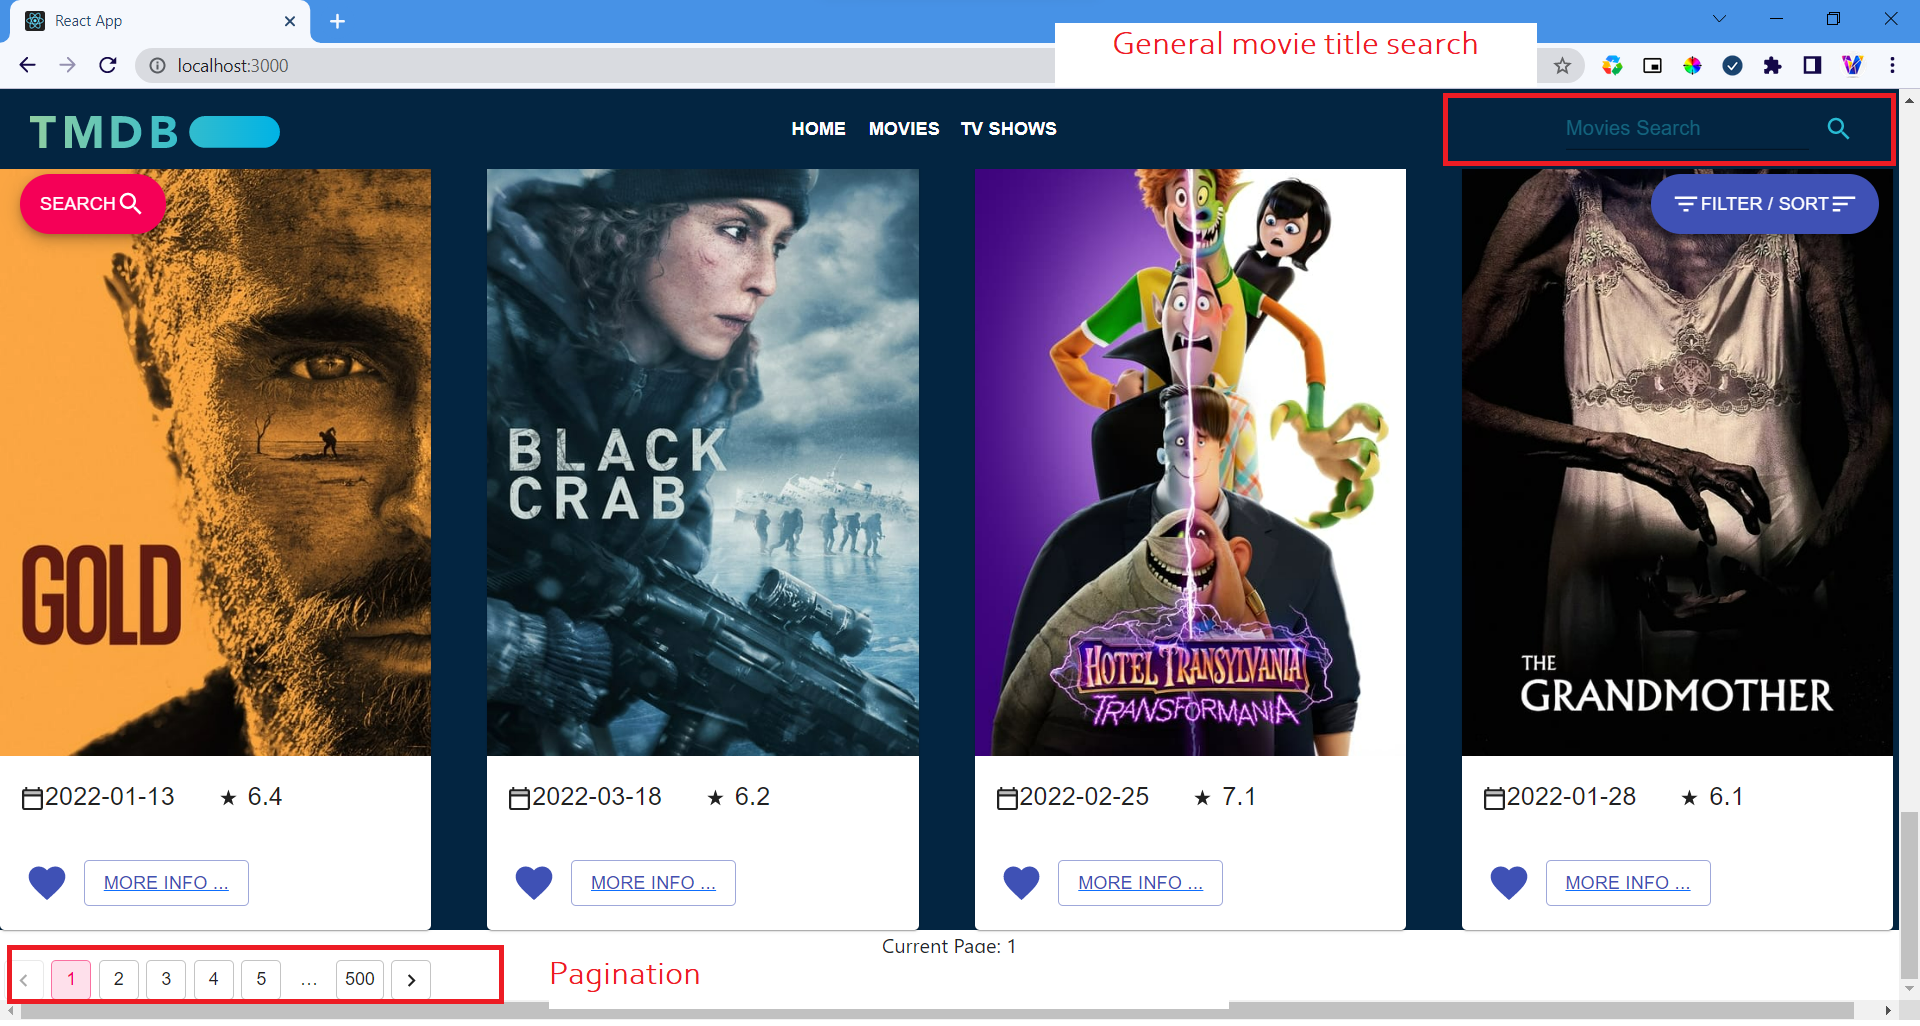 React App
General movie title search
localhost:3000
TMDB
HOME MOVIES TV SHOWS
Movies Search
SEARCH
FILTER / SORT
GOLD
BLACK
CRAB
HOTEL TRANSYLVANIA
TRANSFORMANIA
THE
GRANDMOTHER
2022-01-13 ★ 6.4
2022-03-18 ★ 6.2
2022-02-25 ★ 7.1
2022-01-28 ★ 6.1
MORE INFO ...
MORE INFO ...
MORE INFO ...
MORE INFO ...
Current Page: 1
1 2 3 4 5 ... 500
Pagination